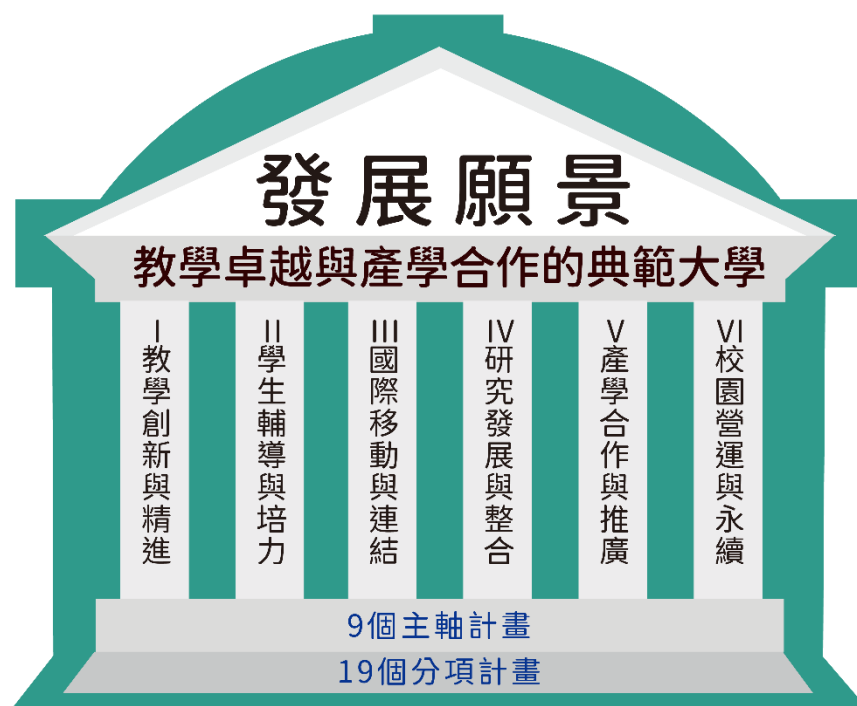 發展願景
教學卓越與產學合作的典範大學
I教學創新與精進
II學生輔導與培力
III國際移動與連結
IV研究發展與整合
V產學合作與推廣
VI校園營運與永續
9個主軸計畫
19個分項計畫